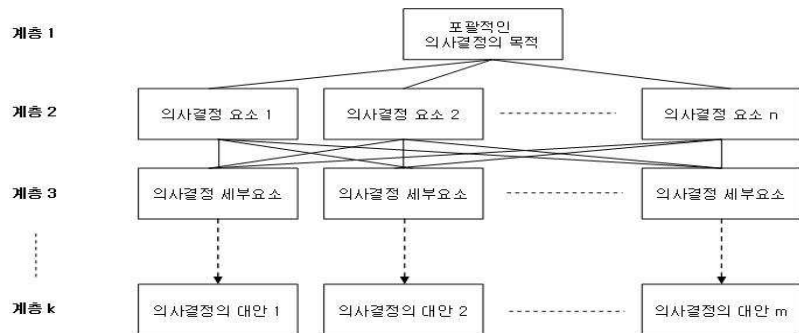 계층 1
포괄적인
의사결정의 목적
계층 2
의사결정 요소 1
의사결정 요소 2
의사결정 요소 n
계층 3
의사결정 세부요소
의사결정 세부요소
의사결정 세부요소
계층 k
의사결정의 대안 1
의사결정의 대안 2
의사결정의 대안 m